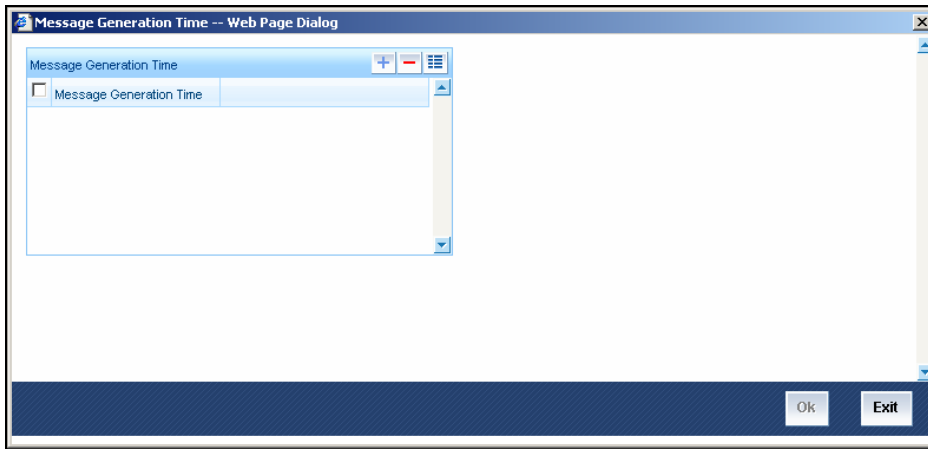 Message Generation Time -- Web Page Dialog
Message Generation Time
Message Generation Time
Ok
Exit